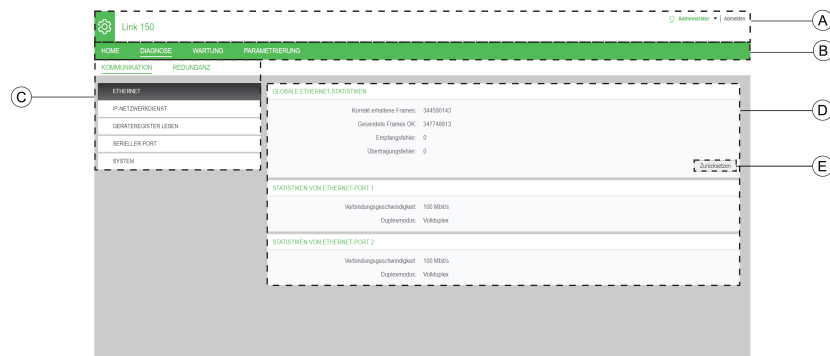 Link 150
Administrator | Abmelden
A
HOME DIAGNOSE WARTUNG PARAMETRIERUNG
B
KOMMUNIKATION REDUNDANZ
C
ETHERNET
IP-NETZWERKDIENST
GERÄTEREGISTER LESEN
SERIELLER PORT
SYSTEM
GLOBALE ETHERNET-STATISTIKEN
Korrekt erhaltene Frames: 344590143
Gesendete Frames OK: 347748813
Empfangsfehler: 0
Übertragungsfehler: 0
D
Zurücksetzen
E
STATISTIKEN VON ETHERNET-PORT 1
Verbindungsgeschwindigkeit: 100 Mbit/s
Duplexmodus: Vollduplex
STATISTIKEN VON ETHERNET-PORT 2
Verbindungsgeschwindigkeit: 100 Mbit/s
Duplexmodus: Vollduplex